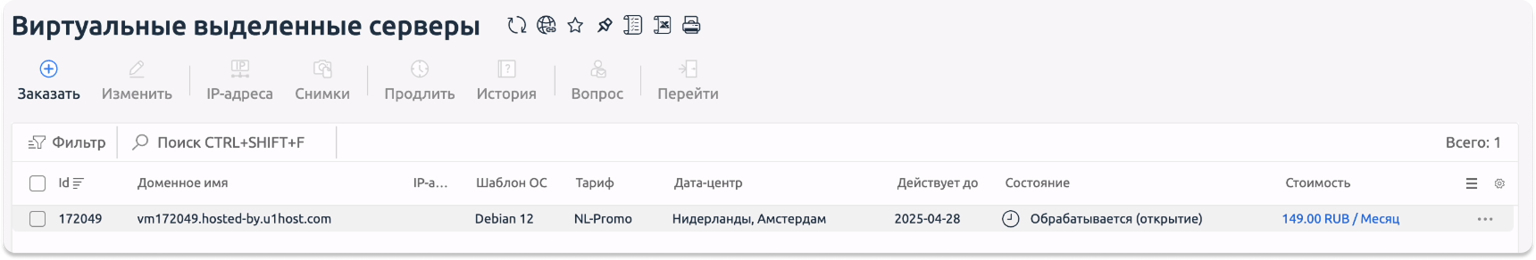 Виртуальные выделенные серверы
Заказать Изменить IP-адреса Снимки Продлить История Вопрос Перейти
Фильтр Поиск CTRL+SHIFT+F Всего: 1
Id Доменное имя IP-а... Шаблон ОС Тариф Дата-центр Действует до Состояние Стоимость
172049 vm172049.hosted-by.u1host.com Debian 12 NL-Promo Нидерланды, Амстердам 2025-04-28 Обрабатывается (открытие) 149.00 RUB / Месяц